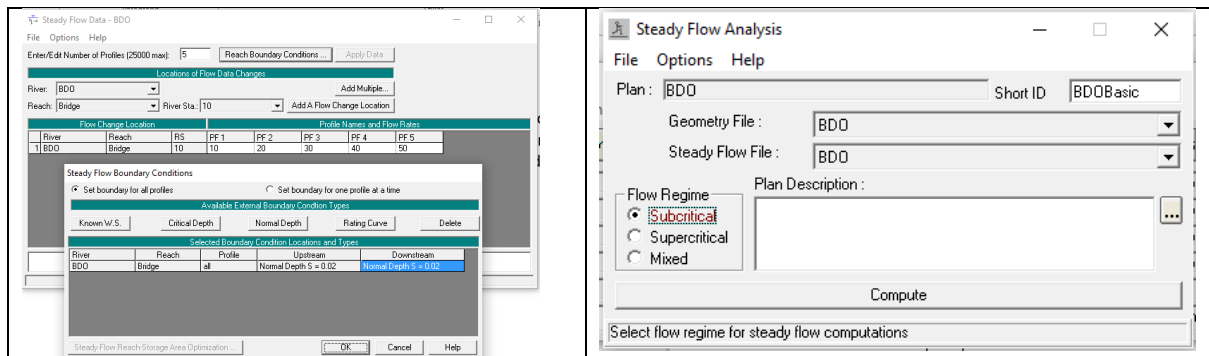 Steady Flow Data - BDO
File Options Help
Enter/Edit Number of Profiles (25000 max): 5 Reach Boundary Conditions ... Apply Data
Locations of Flow Data Changes
River: BDO Add Multiple...
Reach: Bridge River Sta.: 10 Add A Flow Change Location
Flow Change Location Profile Names and Flow Rates
River Reach RS PF 1 PF 2 PF 3 PF 4 PF 5
1 BDO Bridge 10 10 20 30 40 50
Steady Flow Boundary Conditions
Set boundary for all profiles Set boundary for one profile at a time
Available External Boundary Condtion Types
Known W.S. Critical Depth Normal Depth Rating Curve Delete
Selected Boundary Condition Locations and Types
River Reach Profile Upstream Downstream
BDO Bridge all Normal Depth S = 0.02 Normal Depth S = 0.02
Steady Flow Reach-Storage Area Optimization ... OK Cancel Help
Steady Flow Analysis
File Options Help
Plan : BDO Short ID BDOBasic
Geometry File : BDO
Steady Flow File : BDO
Flow Regime Plan Description :
Subcritical ...
Supercritical
Mixed
Compute
Select flow regime for steady flow computations